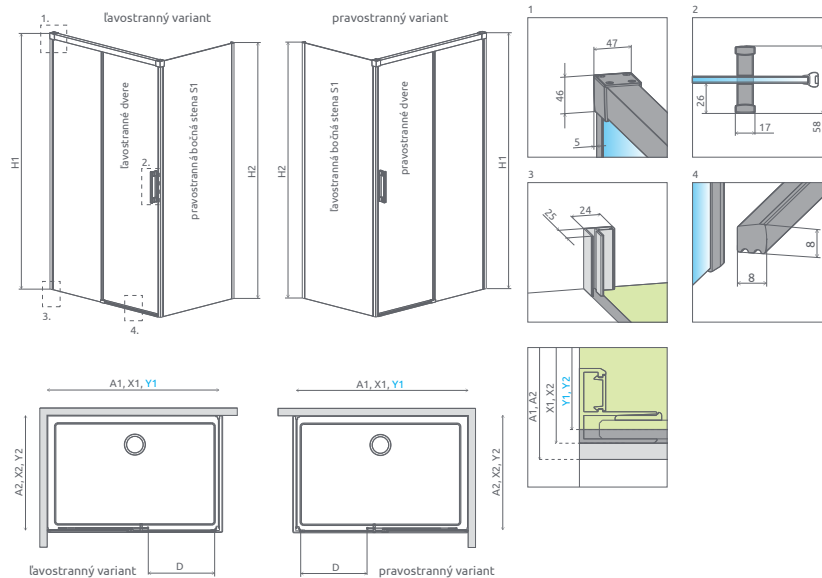 1.
ľavostranný variant
pravostranný variant
H1
ľavostranné dvere
pravostranná bočná stena S1
H2
2.
3.
4.
H2
ľavostranná bočná stena S1
pravostranné dvere
H1
1
47
46
5
2
26
17
58
3
25
24
4
8
8
A1, X1, Y1
A2, X2, Y2
D
ľavostranný variant
A1, X1, Y1
A2, X2, Y2
D
pravostranný variant
A1, A2
X1, X2
Y1, Y2